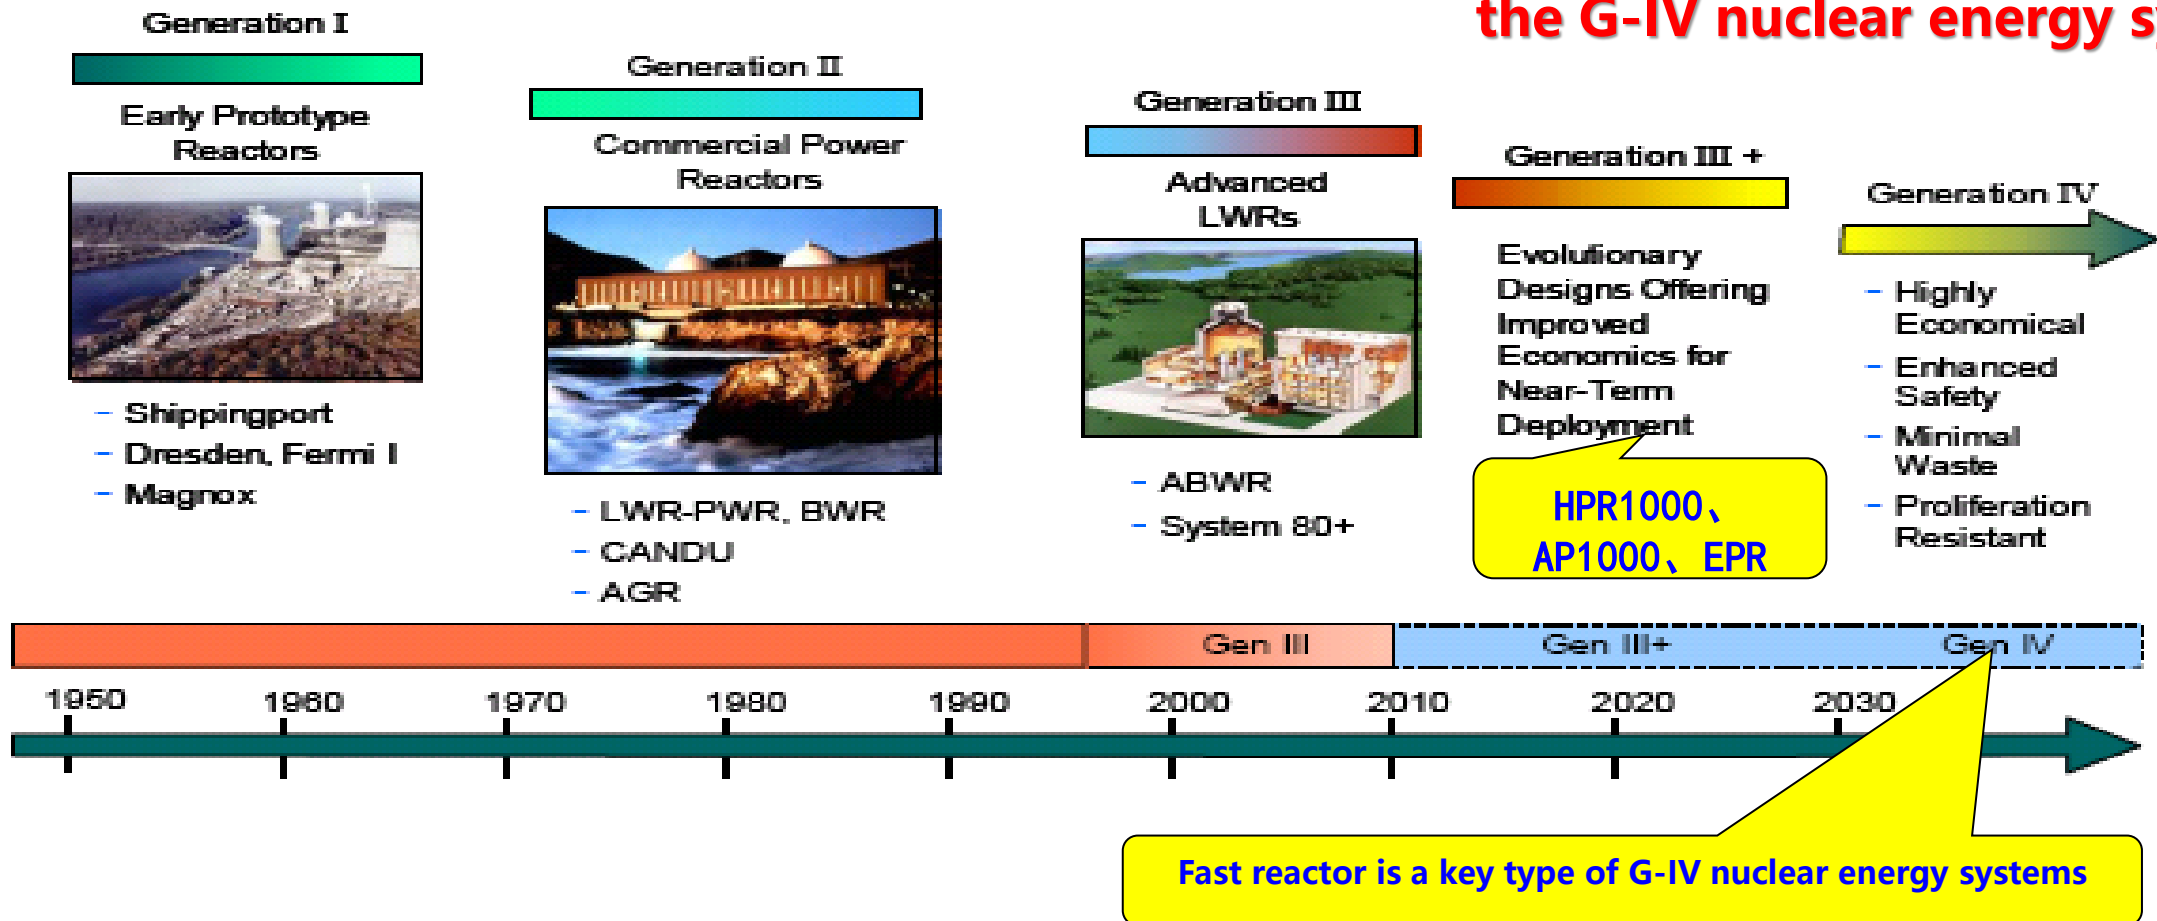 the G-IV nuclear energy
Generation I
Early Prototype
Reactors
- Shippingport
- Dresden, Fermi I
- Magnox
Generation II
Commercial Power
Reactors
- LWR-PWR, BWR
- CANDU
- AGR
Generation III
Advanced
LWRs
- ABWR
- System 80+
Generation III +
Evolutionary
Designs Offering
Improved
Economics for
Near-Term
Deployment
HPR1000、
AP1000、EPR
Generation IV
- Highly
Economical
- Enhanced
Safety
- Minimal
Waste
- Proliferation
Resistant
Gen III
Gen III+
Gen IV
1950
1960
1970
1980
1990
2000
2010
2020
2030
Fast reactor is a key type of G-IV nuclear energy systems